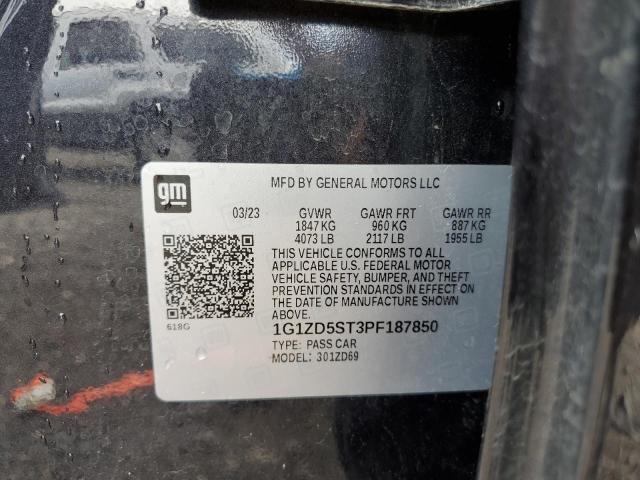 gm
MFD BY GENERAL MOTORS LLC
03/23 GVWR GAWR FRT GAWR RR
1847 KG 960 KG 887 KG
4073 LB 2117 LB 1955 LB
THIS VEHICLE CONFORMS TO ALL
APPLICABLE U.S. FEDERAL MOTOR
VEHICLE SAFETY, BUMPER, AND THEFT
PREVENTION STANDARDS IN EFFECT ON
THE DATE OF MANUFACTURE SHOWN
ABOVE.
618G
1G1ZD5ST3PF187850
TYPE: PASS CAR
MODEL: 301ZD69